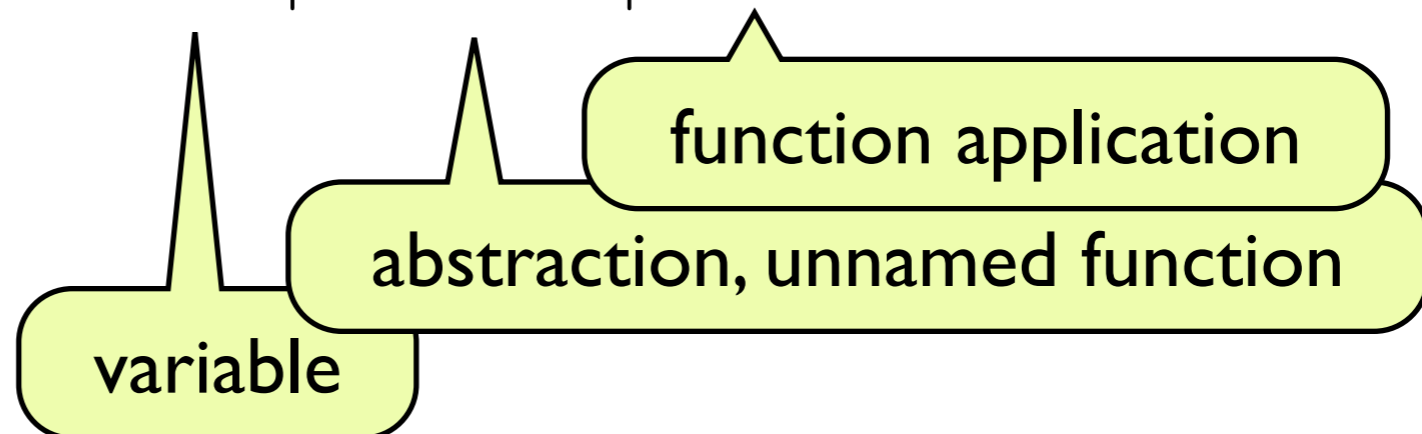 function application
abstraction, unnamed function
variable